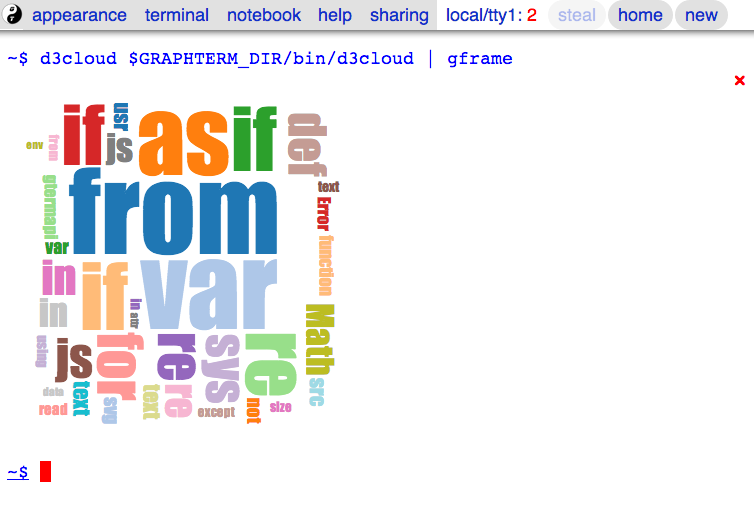 appearance terminal notebook help sharing local/tty1: 2 steal home new
~$ d3cloud $GRAPHTERM_DIR/bin/d3cloud | gframe
×
if usr as if def
env from js
text
gtermapi from Error
var function
in if var
in in attr Math
using js for re sys re
data text src
read svg text re except not size
~$